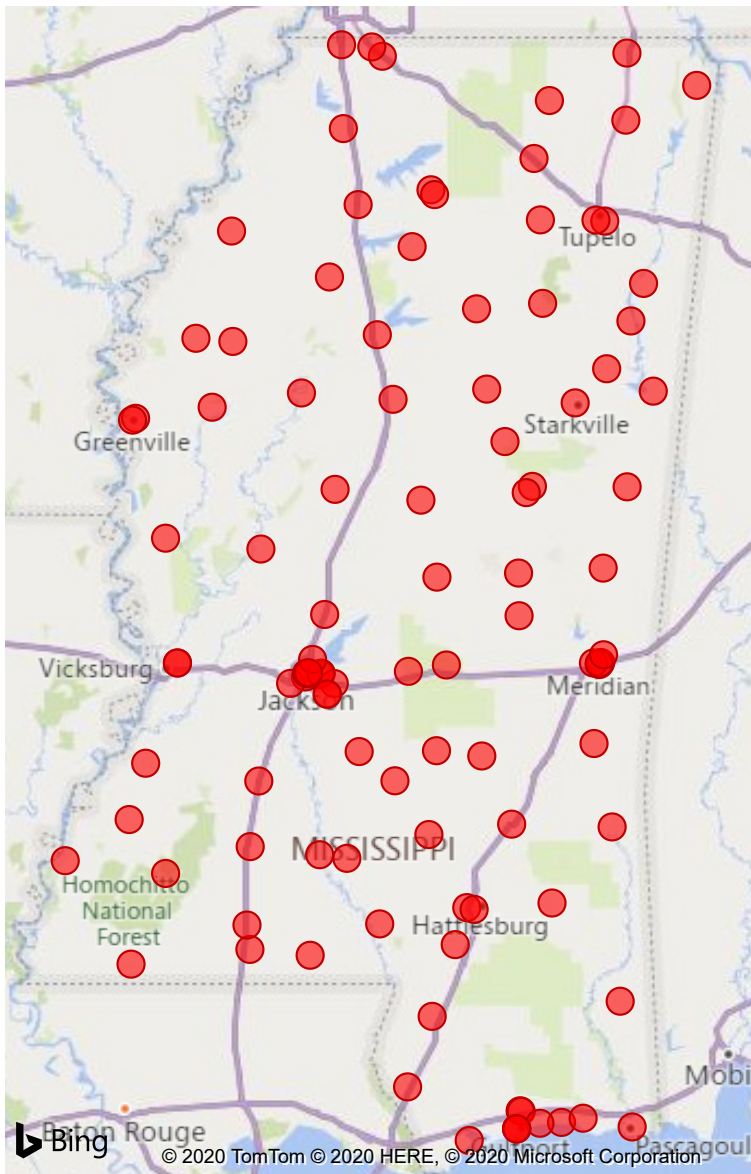 Tupelo
Starkville
Greenville
Vicksburg
Jackson
Meridian
MISSISSIPPI
Homochitto
National
Forest
Hattiesburg
Mobi
Baton Rouge
Gulfport
Pascagoul
Bing
© 2020 TomTom © 2020 HERE, © 2020 Microsoft Corporation